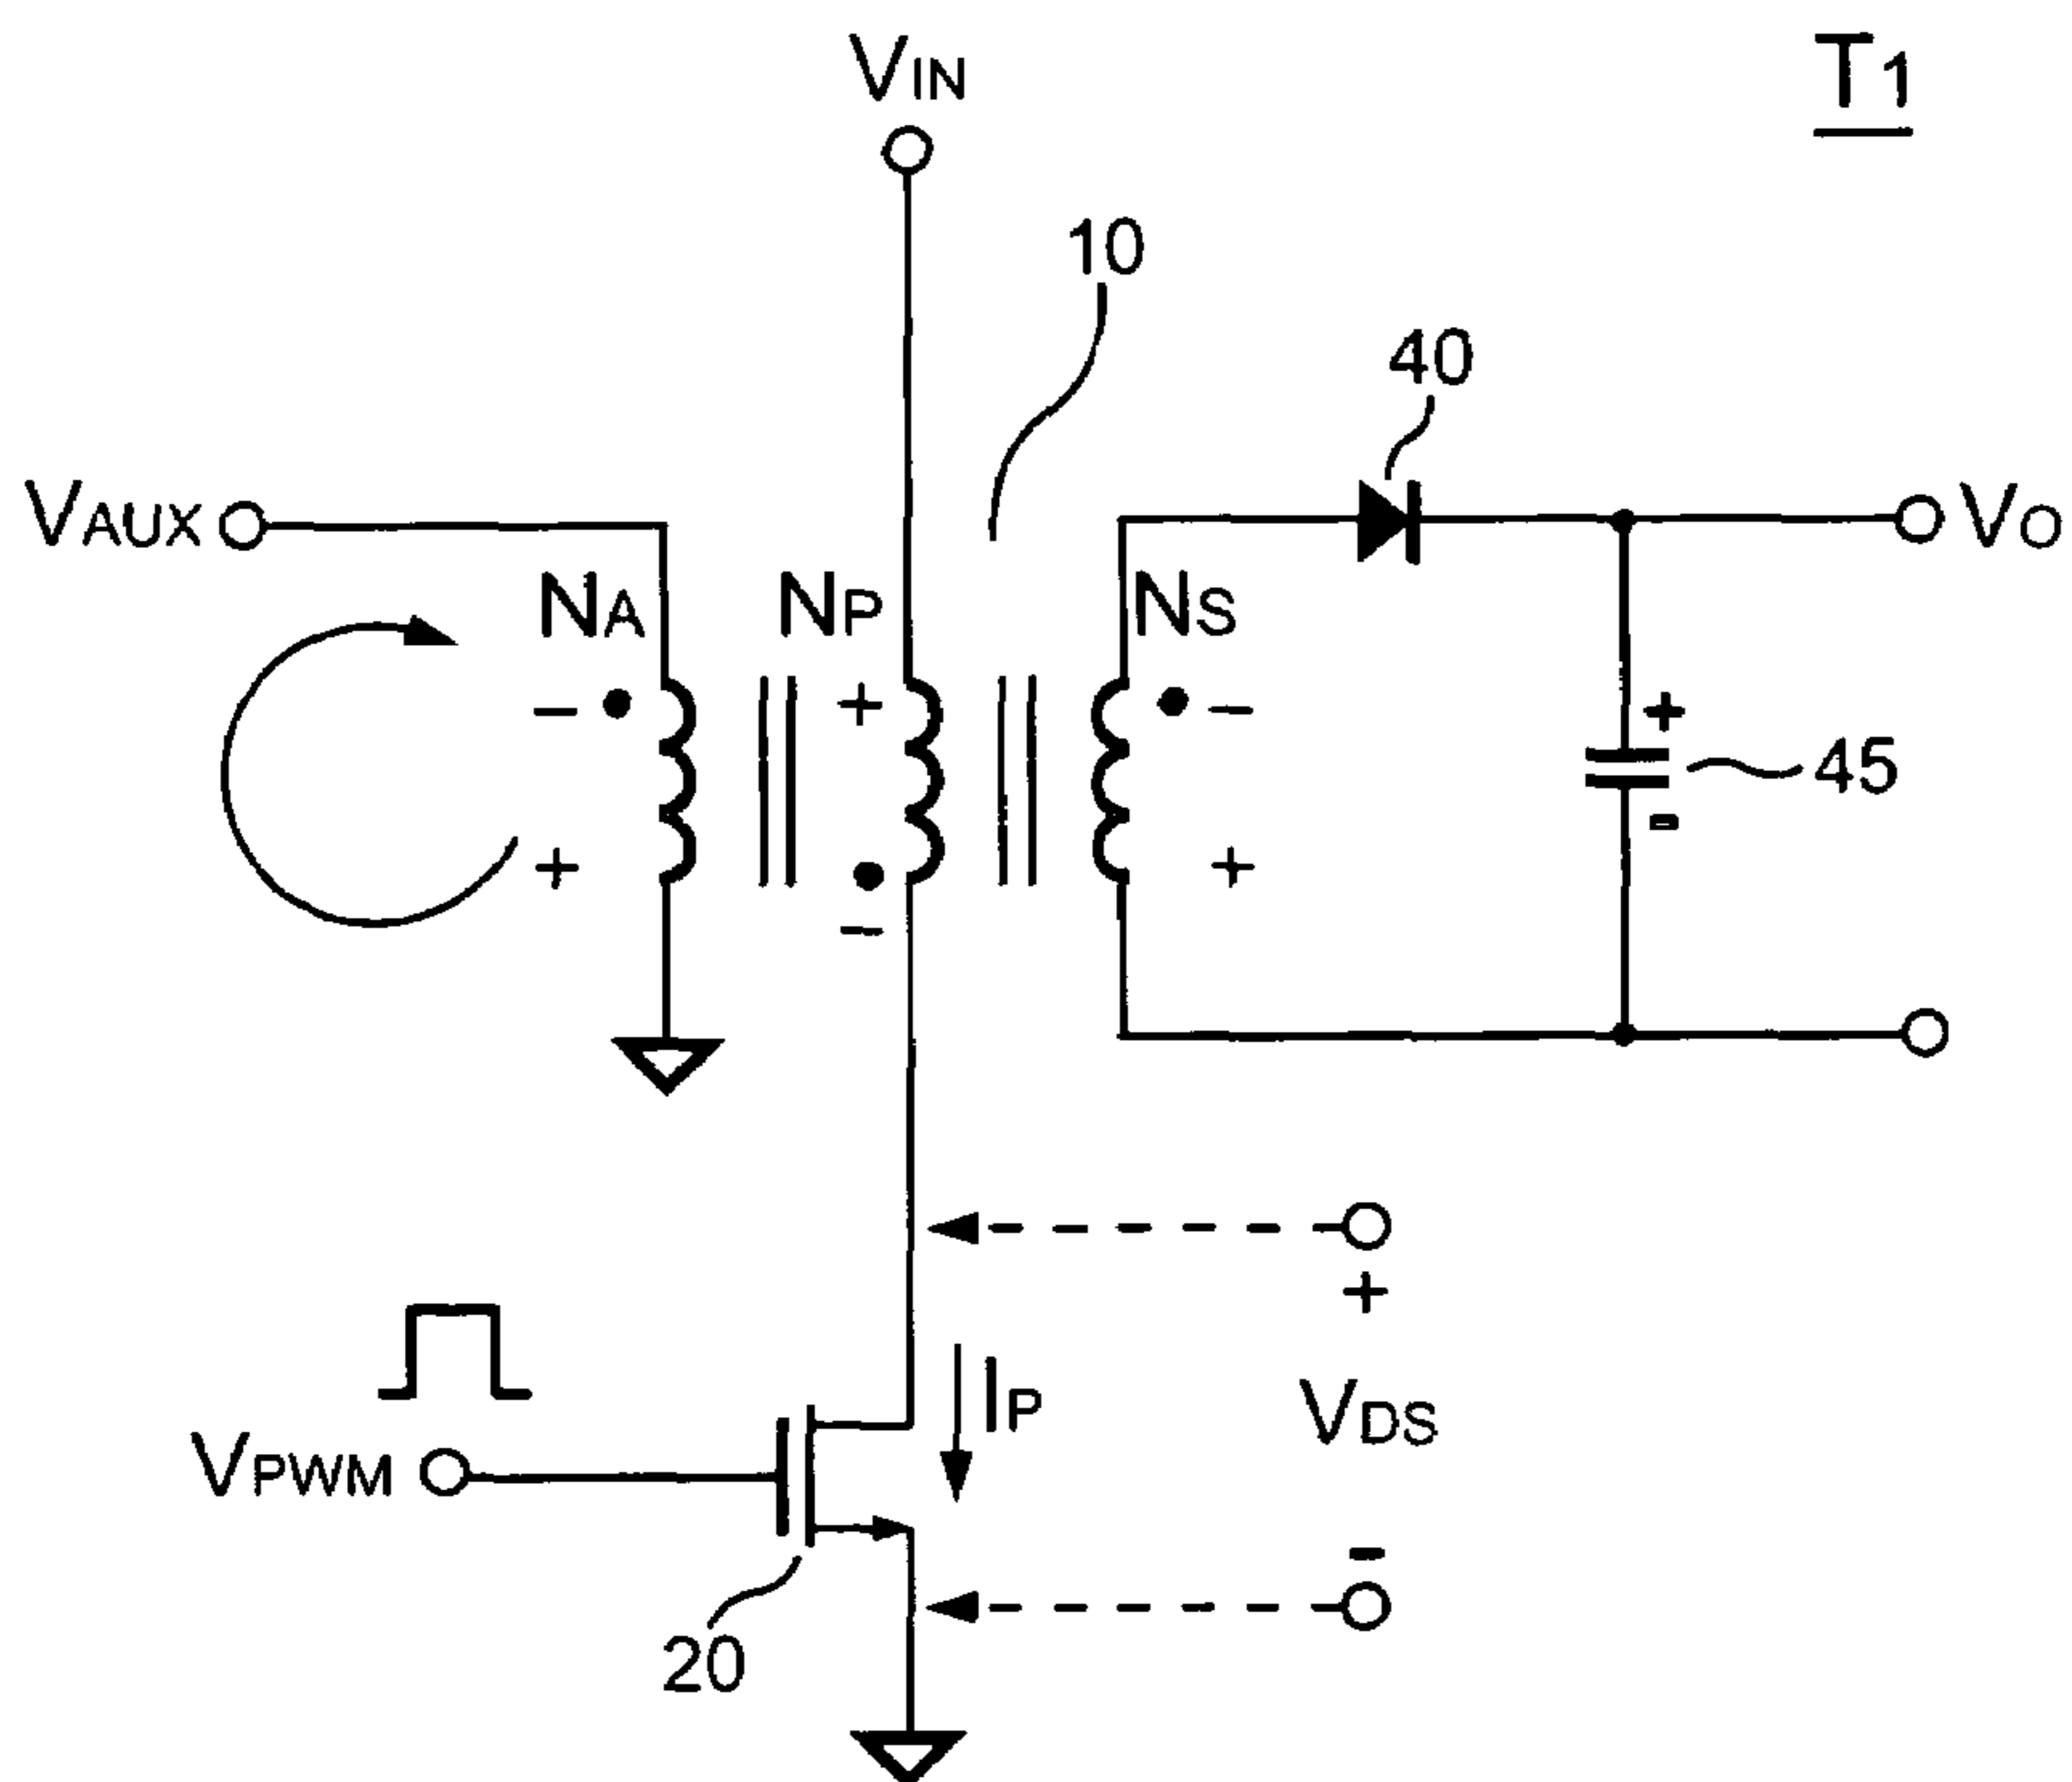 VIN
T1
10
40
VAUX
VO
NA
NP
NS
− + −
+
45
-
+ +
−
+
IP
VDS
VPWM
-
20